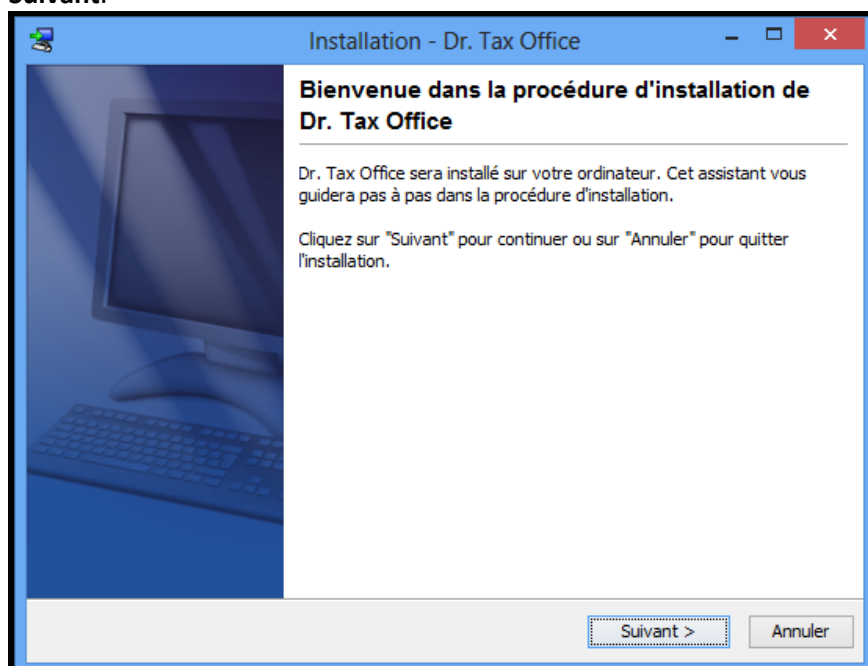 Suivant.
Installation - Dr. Tax Office
Bienvenue dans la procédure d'installation de
Dr. Tax Office
Dr. Tax Office sera installé sur votre ordinateur. Cet assistant vous
guidera pas à pas dans la procédure d'installation.
Cliquez sur "Suivant" pour continuer ou sur "Annuler" pour quitter
l'installation.
Suivant >
Annuler